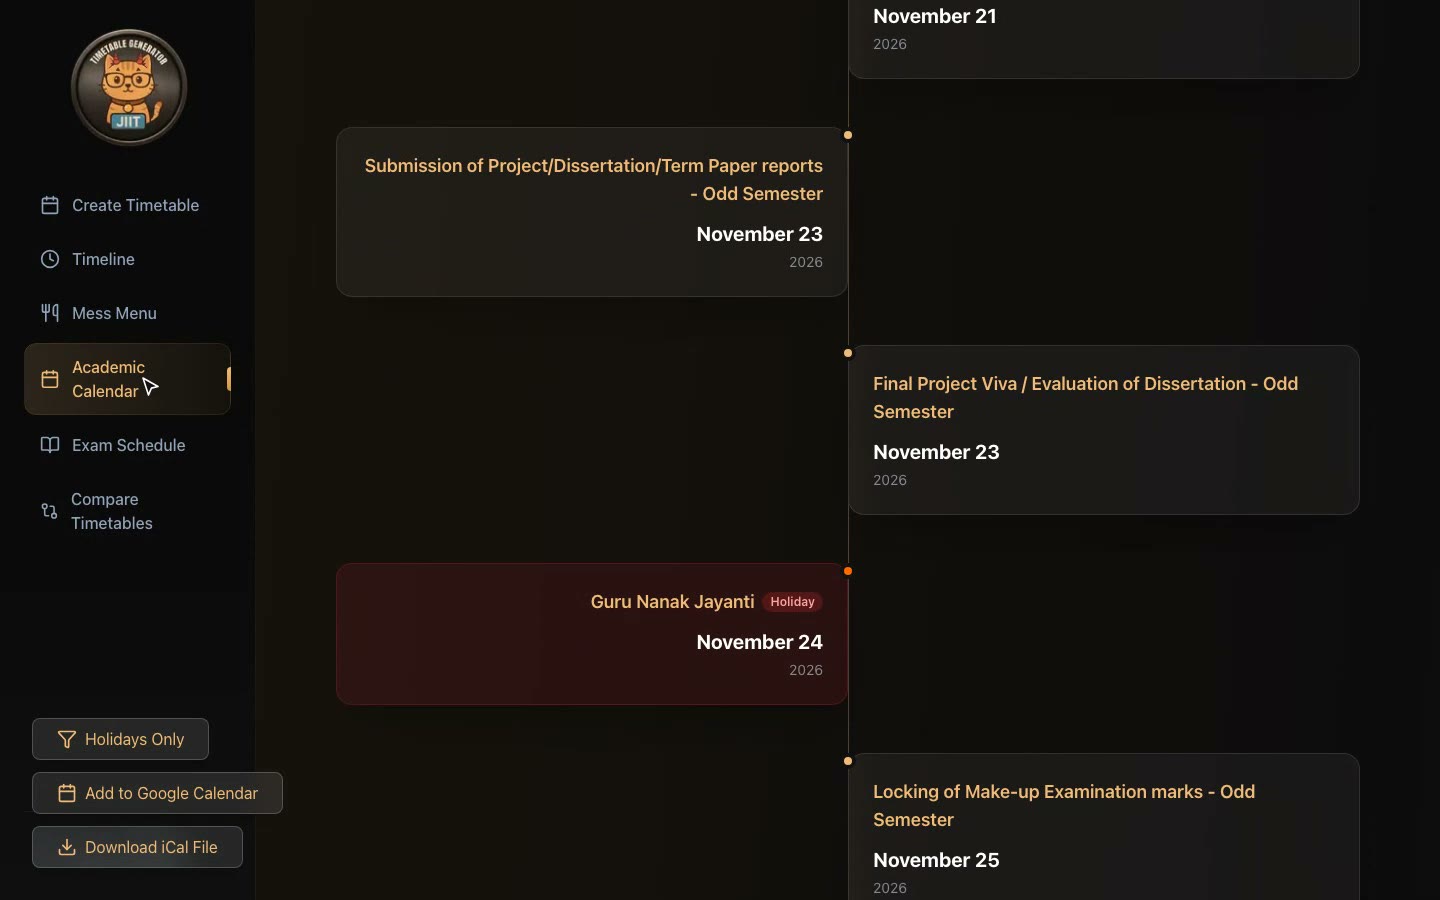 TIMETABLE GENERATOR
JIIT
Create Timetable
Timeline
Mess Menu
Academic
Calendar
Exam Schedule
Compare
Timetables
Holidays Only
Add to Google Calendar
Download iCal File
November 21
2026
Submission of Project/Dissertation/Term Paper reports
- Odd Semester
November 23
2026
Final Project Viva / Evaluation of Dissertation - Odd
Semester
November 23
2026
Guru Nanak Jayanti Holiday
November 24
2026
Locking of Make-up Examination marks - Odd
Semester
November 25
2026